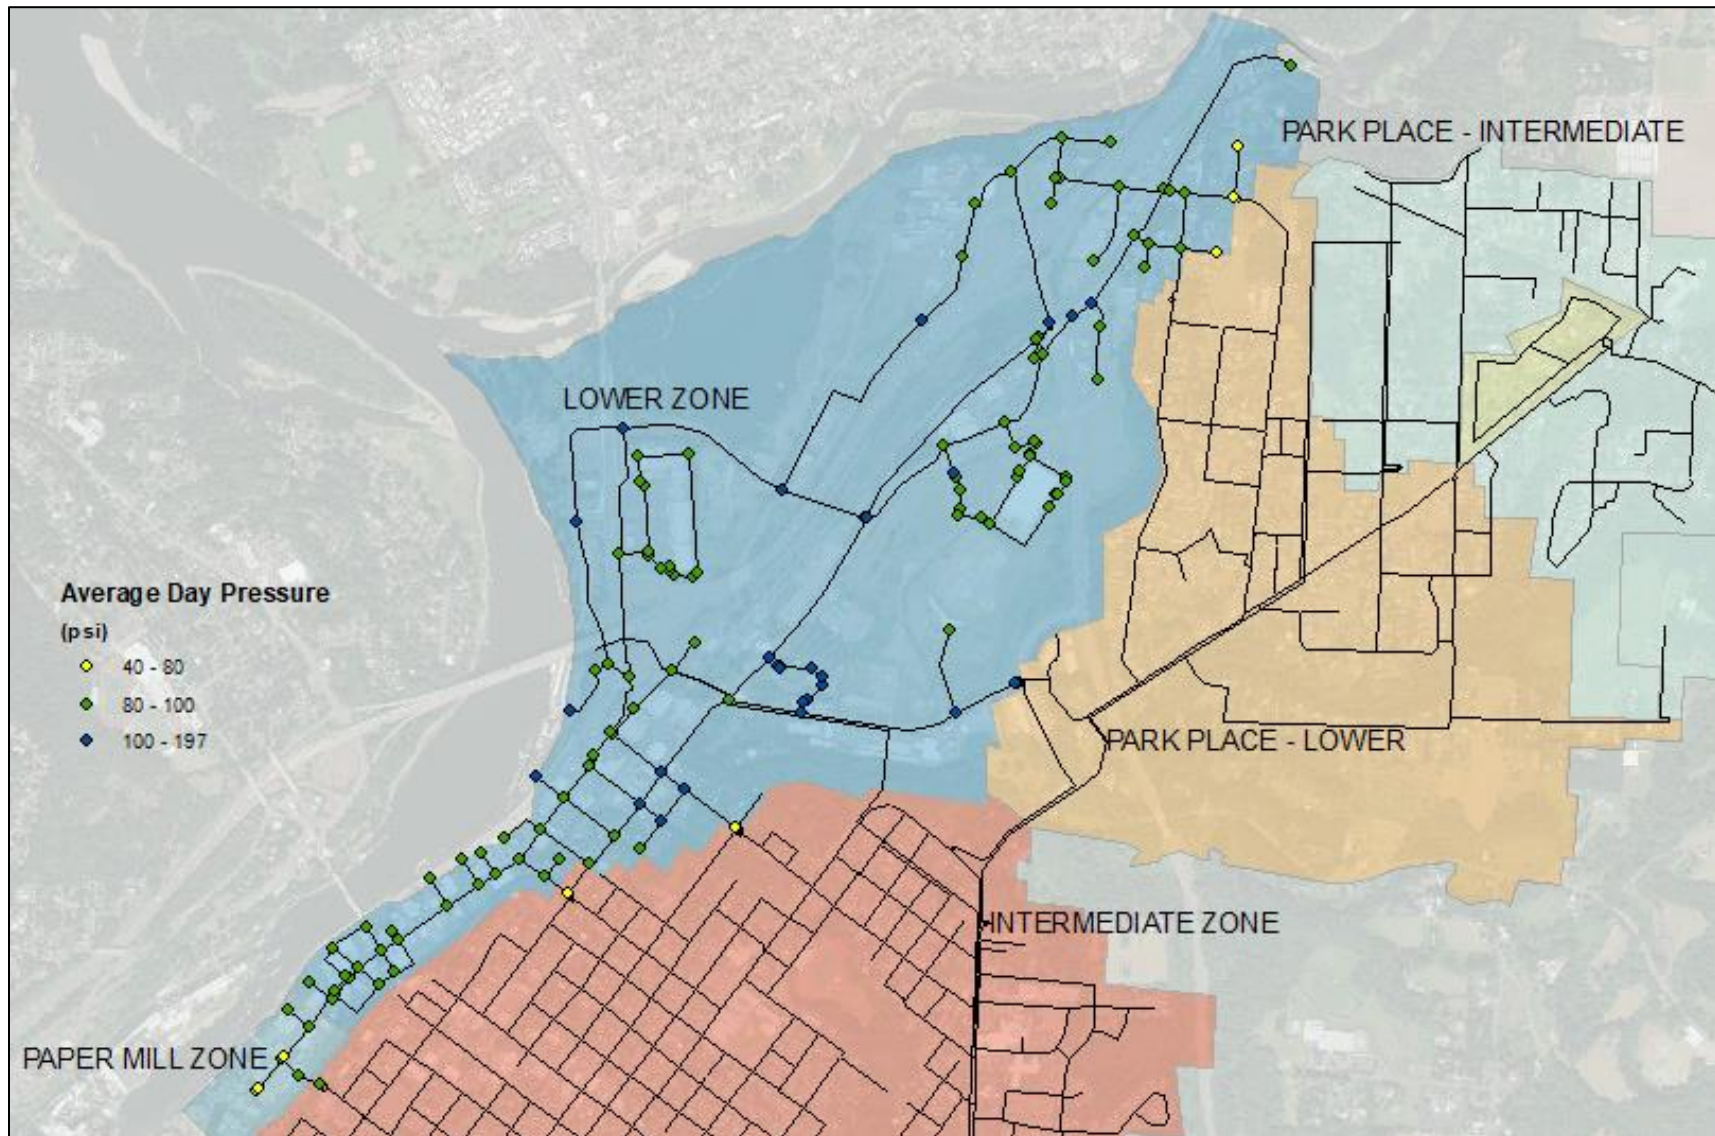 PARK PLACE - INTERMEDIATE
LOWER ZONE
Average Day Pressure
(psi)
40 - 80
80 - 100
100 - 197
PARK PLACE - LOWER
INTERMEDIATE ZONE
PAPER MILL ZONE